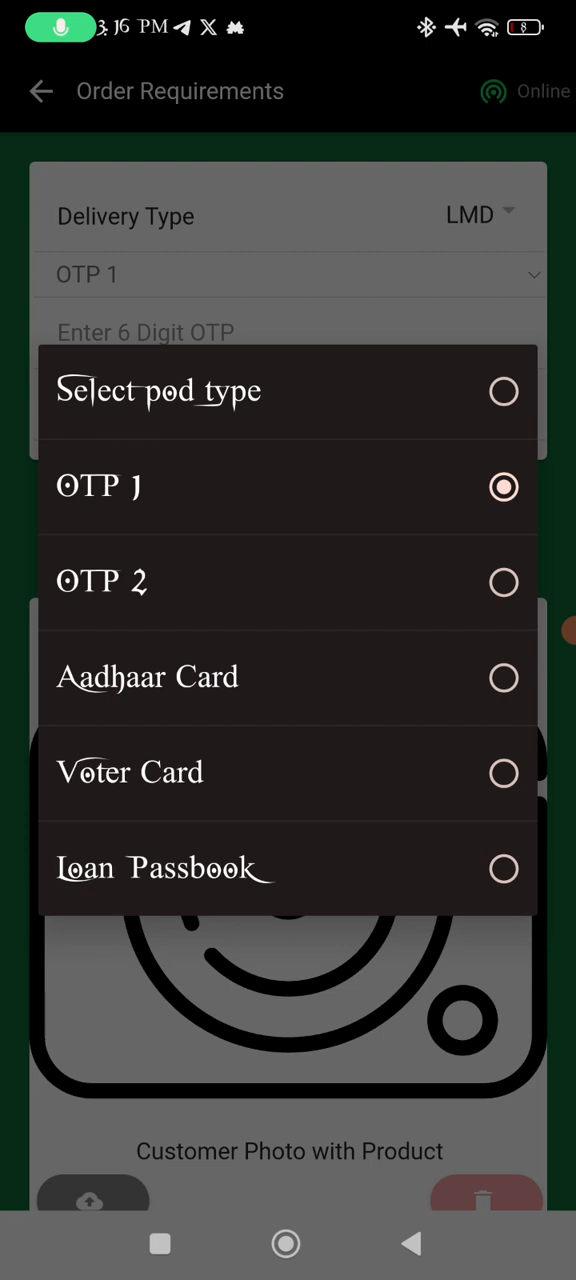 3:16 PM
Order Requirements
Online
Delivery Type
LMD
OTP 1
Enter 6 Digit OTP
Select pod type
OTP 1
OTP 2
Aadhaar Card
Voter Card
Loan Passbook
Customer Photo with Product